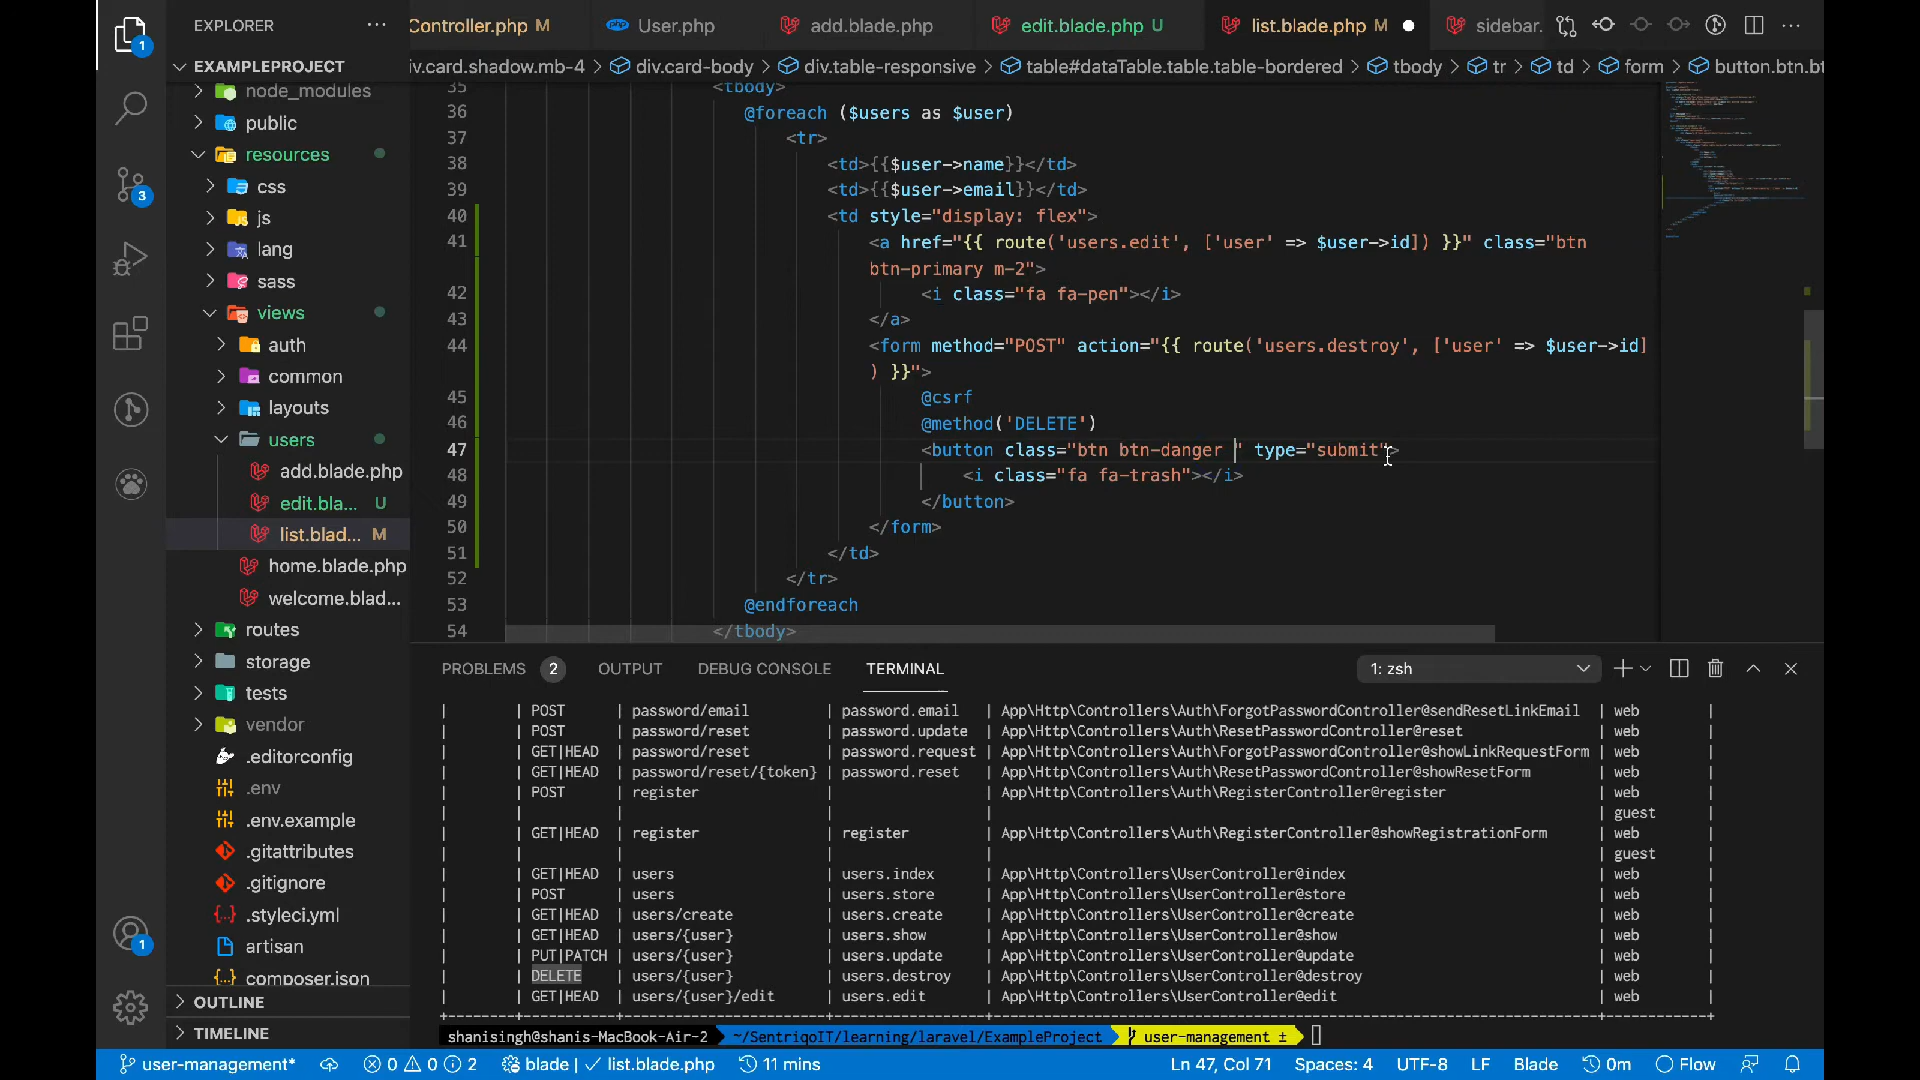 EXPLORER
EXAMPLEPROJECT
node_modules
public
resources
css
js
lang
sass
views
auth
common
layouts
users
add.blade.php
edit.bla... U
list.blad... M
home.blade.php
welcome.blad...
routes
storage
tests
vendor
.editorconfig
.env
.env.example
.gitattributes
.gitignore
.styleci.yml
artisan
composer.json
OUTLINE
TIMELINE
1
3
1
Controller.php M User.php add.blade.php edit.blade.php U list.blade.php M sidebar.
iv.card.shadow.mb-4 > div.card-body > div.table-responsive > table#dataTable.table.table-bordered > tbody > tr > td > form > button.btn.bt
35 <tbody>
36 @foreach ($users as $user)
37 <tr>
38 <td>{{$user->name}}</td>
39 <td>{{$user->email}}</td>
40 <td style="display: flex">
41 <a href="{{ route('users.edit', ['user' => $user->id]) }}" class="btn
btn-primary m-2">
42 <i class="fa fa-pen"></i>
43 </a>
44 <form method="POST" action="{{ route('users.destroy', ['user' => $user->id]
) }}">
45 @csrf
46 @method('DELETE')
47 <button class="btn btn-danger " type="submit">
48 <i class="fa fa-trash"></i>
49 </button>
50 </form>
51 </td>
52 </tr>
53 @endforeach
54 </tbody>
PROBLEMS 2 OUTPUT DEBUG CONSOLE TERMINAL 1: zsh
| | POST | password/email | password.email | App\Http\Controllers\Auth\ForgotPasswordController@sendResetLinkEmail | web |
| | POST | password/reset | password.update | App\Http\Controllers\Auth\ResetPasswordController@reset | web |
| | GET|HEAD | password/reset | password.request | App\Http\Controllers\Auth\ForgotPasswordController@showLinkRequestForm | web |
| | GET|HEAD | password/reset/{token} | password.reset | App\Http\Controllers\Auth\ResetPasswordController@showResetForm | web |
| | POST | register | | App\Http\Controllers\Auth\RegisterController@register | web |
| | | | | | guest |
| | GET|HEAD | register | register | App\Http\Controllers\Auth\RegisterController@showRegistrationForm | web |
| | | | | | guest |
| | GET|HEAD | users | users.index | App\Http\Controllers\UserController@index | web |
| | POST | users | users.store | App\Http\Controllers\UserController@store | web |
| | GET|HEAD | users/create | users.create | App\Http\Controllers\UserController@create | web |
| | GET|HEAD | users/{user} | users.show | App\Http\Controllers\UserController@show | web |
| | PUT|PATCH | users/{user} | users.update | App\Http\Controllers\UserController@update | web |
| | DELETE | users/{user} | users.destroy | App\Http\Controllers\UserController@destroy | web |
| | GET|HEAD | users/{user}/edit | users.edit | App\Http\Controllers\UserController@edit | web |
shanisingh@shanis-MacBook-Air-2 ~/SentriqoIT/learning/laravel/ExampleProject user-management ±
user-management* 0 0 2 blade | ✓ list.blade.php 11 mins Ln 47, Col 71 Spaces: 4 UTF-8 LF Blade 0m Flow